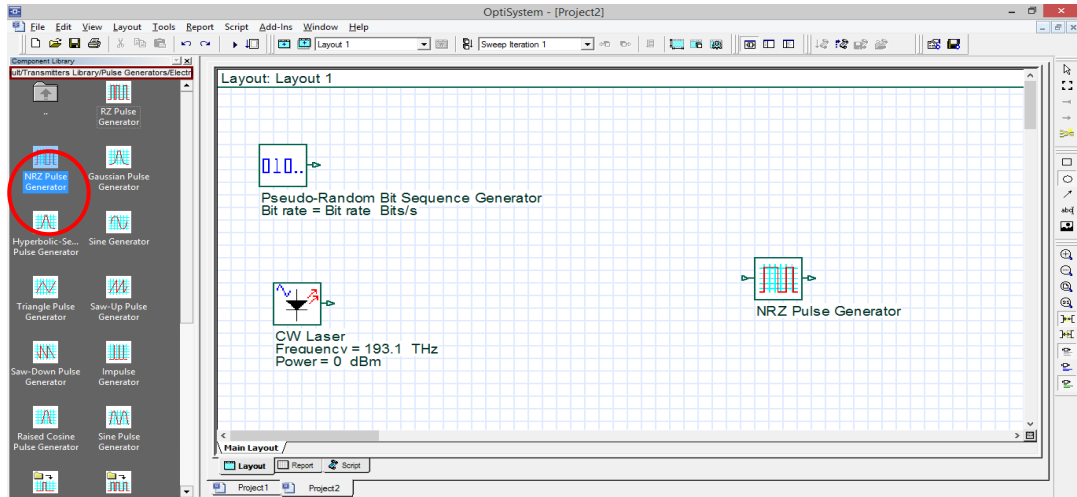 OptiSystem - [Project2]
File Edit View Layout Tools Report Script Add-Ins Window Help
Layout 1
Sweep Iteration 1
Component Library
ult/Transmitters Library/Pulse Generators/Electr
..
RZ Pulse
Generator
NRZ Pulse
Generator
Gaussian Pulse
Generator
Hyperbolic-Se...
Pulse Generator
Sine Generator
Triangle Pulse
Generator
Saw-Up Pulse
Generator
Saw-Down Pulse
Generator
Impulse
Generator
Raised Cosine
Pulse Generator
Sine Pulse
Generator
Layout: Layout 1
010..
Pseudo-Random Bit Sequence Generator
Bit rate = Bit rate Bits/s
CW Laser
Frequency = 193.1 THz
Power = 0 dBm
NRZ Pulse Generator
Main Layout
Layout Report Script
Project1 Project2